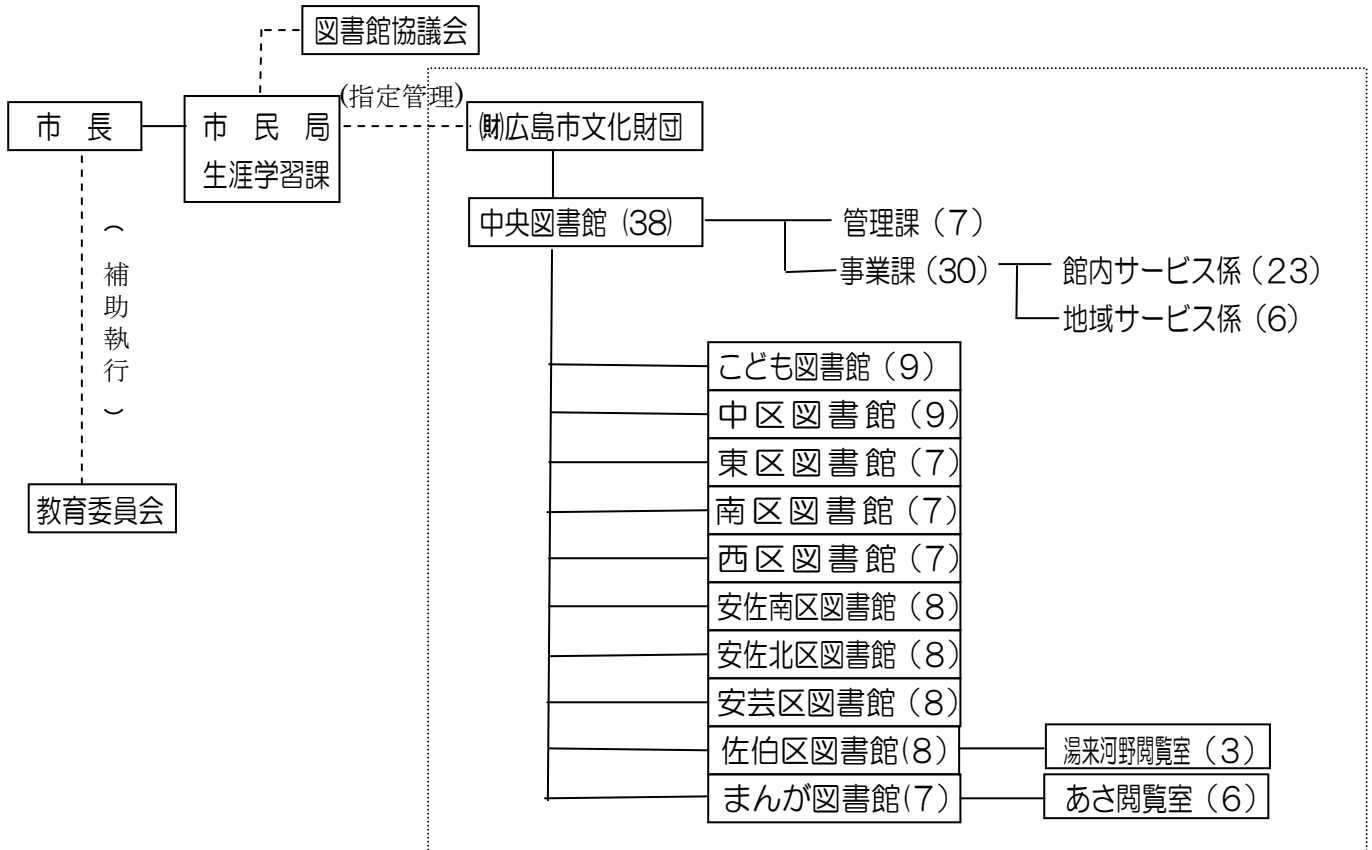 図書館協議会
(指定管理)
市 長
市 民 局
生涯学習課
㈶広島市文化財団
中央図書館 (38)
管理課(7)
事業課(30)
館内サービス係(23)
地域サービス係(6)
(補助執行)
教育委員会
こども図書館(9)
中区図書館(9)
東区図書館(7)
南区図書館(7)
西区図書館(7)
安佐南区図書館(8)
安佐北区図書館(8)
安芸区図書館(8)
佐伯区図書館(8)
湯来河野閲覧室(3)
まんが図書館(7)
あさ閲覧室(6)